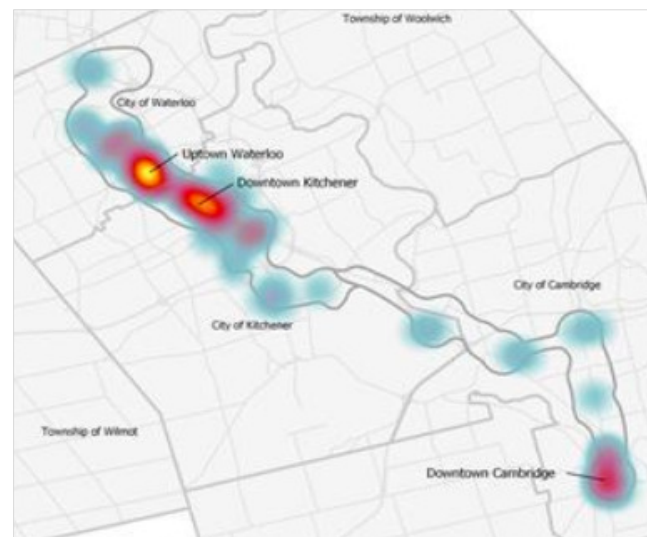 Township of Woolwich
City of Waterloo
Uptown Waterloo
Downtown Kitchener
City of Cambridge
City of Kitchener
Township of Wilmot
Downtown Cambridge